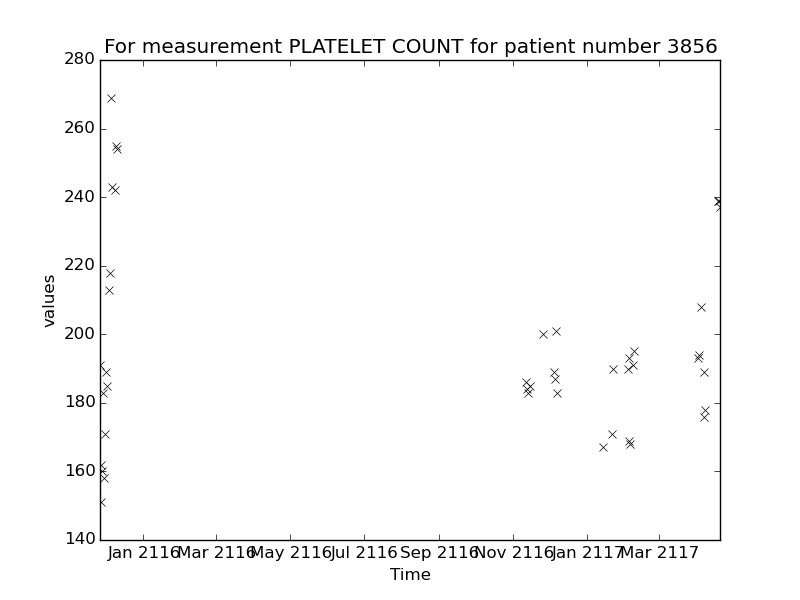 For measurement PLATELET COUNT for patient number 3856
280
260
240
220
200
180
160
140
values
Jan 2116 Mar 2116 May 2116 Jul 2116 Sep 2116 Nov 2116 Jan 2117 Mar 2117
Time